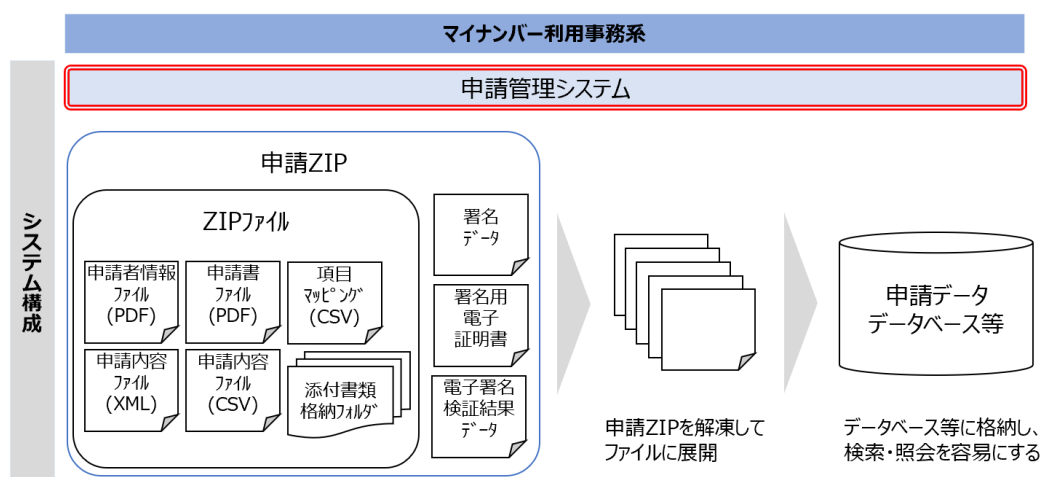 マイナンバー利用事務系
申請管理システム
システム構成
申請ZIP
ZIPﾌｧｲﾙ
申請者情報
ﾌｧｲﾙ
(PDF)
申請書
ﾌｧｲﾙ
(PDF)
項目
ﾏｯﾋﾟﾝｸﾞ
(CSV)
申請内容
ﾌｧｲﾙ
(XML)
申請内容
ﾌｧｲﾙ
(CSV)
添付書類
格納ﾌｫﾙﾀﾞ
署名
ﾃﾞｰﾀ
署名用
電子
証明書
電子署名
検証結果
ﾃﾞｰﾀ
申請ZIPを解凍して
ファイルに展開
申請データ
データベース等
データベース等に格納し、
検索・照会を容易にする